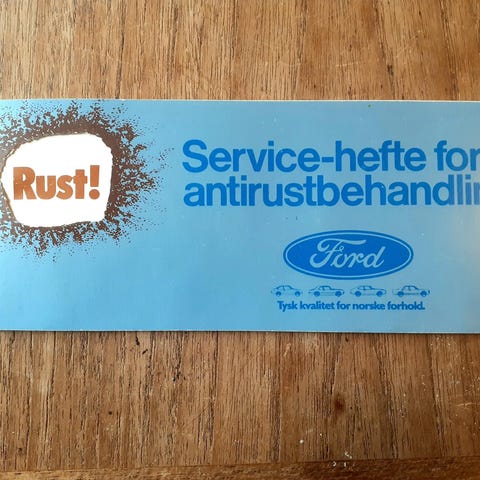 Rust!
Service-hefte for
antirustbehandlin
Ford
Tysk kvalitet for norske forhold.